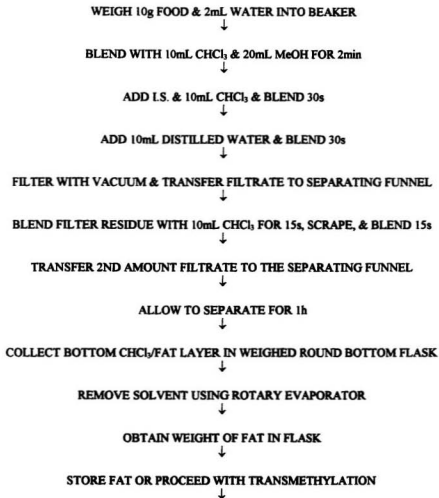 WEIGH 10g FOOD & 2mL WATER INTO BEAKER
↓
BLEND WITH 10mL CHCl₃ & 20mL MeOH FOR 2min
↓
ADD I.S. & 10mL CHCl₃ & BLEND 30s
↓
ADD 10mL DISTILLED WATER & BLEND 30s
↓
FILTER WITH VACUUM & TRANSFER FILTRATE TO SEPARATING FUNNEL
↓
BLEND FILTER RESIDUE WITH 10mL CHCl₃ FOR 15s, SCRAPE, & BLEND 15s
↓
TRANSFER 2ND AMOUNT FILTRATE TO THE SEPARATING FUNNEL
↓
ALLOW TO SEPARATE FOR 1h
↓
COLLECT BOTTOM CHCl₃/FAT LAYER IN WEIGHED ROUND BOTTOM FLASK
↓
REMOVE SOLVENT USING ROTARY EVAPORATOR
↓
OBTAIN WEIGHT OF FAT IN FLASK
↓
STORE FAT OR PROCEED WITH TRANSMETHYLATION
↓